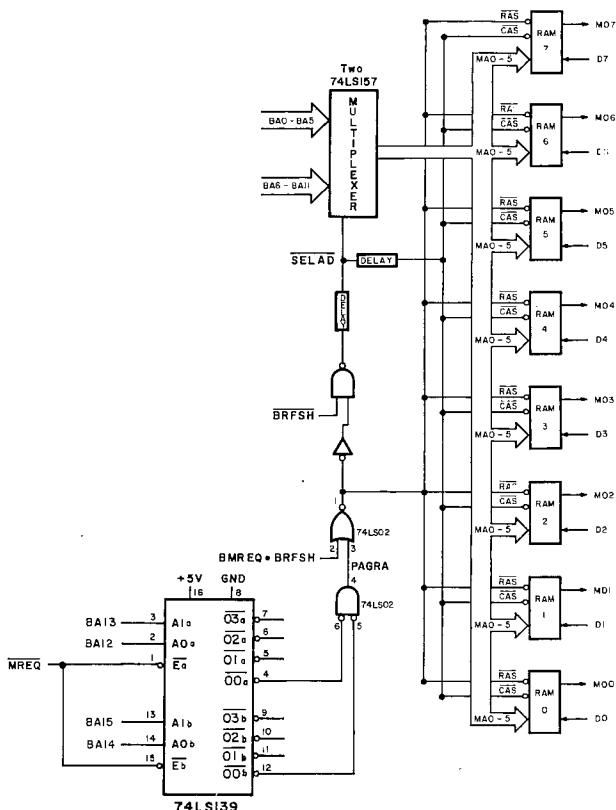 Two
74LS157
MULTIPLEXER
BA0-BA5
BA6-BA11
SELAD
DELAY
DELAY
BRFSH
1
74LS02
2
3
BMREQ • BRFSH
PAGRA
4
74LS02
6
5
+5V
GND
16
8
BA13
3
A1a
O3a
7
BA12
2
A0a
O2a
6
MREQ
1
Ea
O1a
5
O0a
4
BA15
13
A1b
O3b
9
BA14
14
A0b
O2b
10
O1b
11
15
Eb
O0b
12
74LS139
RAS
CAS
MA0-5
RAM
7
MO7
D7
RA
CAS
MA0-5
RAM
6
MO6
RAS
CAS
MA0-5
RAM
5
MO5
D5
RAS
CAS
MA0-5
RAM
4
MO4
D4
RAS
CAS
MA0-5
RAM
3
MO3
D3
RA
CAS
MA0-5
RAM
2
MO2
D2
RAS
CAS
MA0-5
RAM
1
MD1
D1
RAS
CAS
MA0-5
RAM
0
MO0
D0